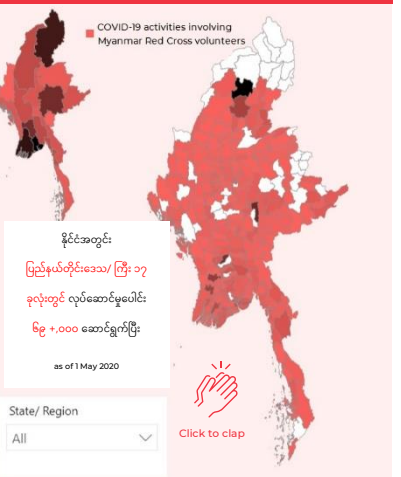 COVID-19 activities involving
Myanmar Red Cross volunteers
နိုင်ငံအတွင်း
ပြည်နယ်တိုင်းဒေသ/ ကြီး ၁၇
ခုလုံးတွင် လုပ်ဆောင်မှုပေါင်း
၆၉ +,၀၀၀ ဆောင်ရွက်ပြီး
as of 1 May 2020
State/ Region
All
Click to clap